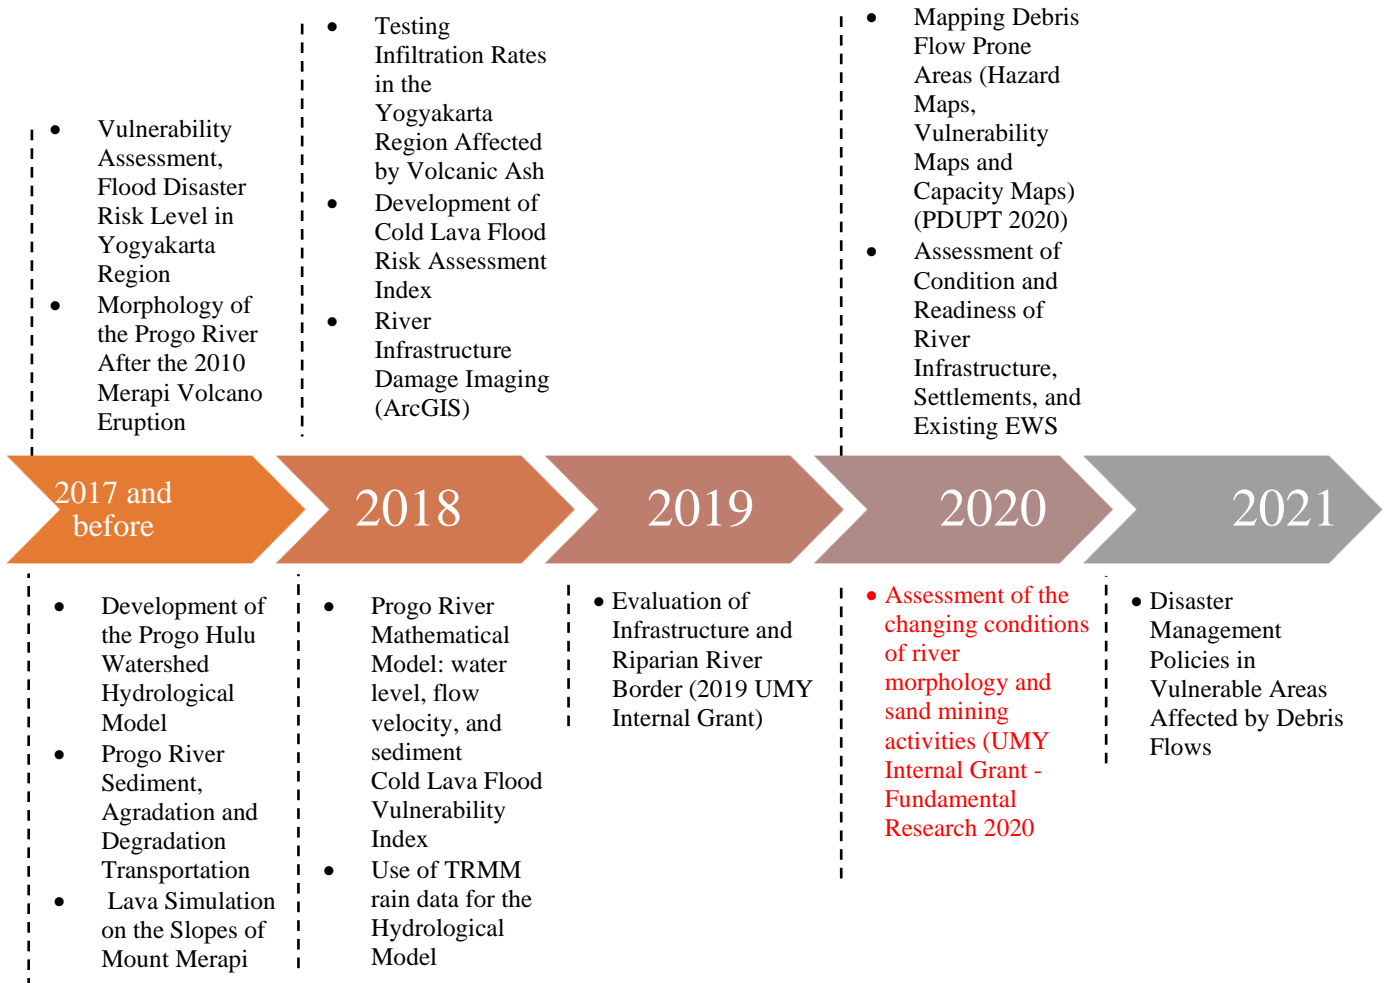 • Vulnerability
Assessment,
Flood Disaster
Risk Level in
Yogyakarta
Region
• Morphology of
the Progo River
After the 2010
Merapi Volcano
Eruption
• Testing
Infiltration Rates
in the
Yogyakarta
Region Affected
by Volcanic Ash
• Development of
Cold Lava Flood
Risk Assessment
Index
• River
Infrastructure
Damage Imaging
(ArcGIS)
• Mapping Debris
Flow Prone
Areas (Hazard
Maps,
Vulnerability
Maps and
Capacity Maps)
(PDUPT 2020)
• Assessment of
Condition and
Readiness of
River
Infrastructure,
Settlements, and
Existing EWS
2017 and
before
2018
2019
2020
2021
• Development of
the Progo Hulu
Watershed
Hydrological
Model
• Progo River
Sediment,
Agradation and
Degradation
Transportation
• Lava Simulation
on the Slopes of
Mount Merapi
• Progo River
Mathematical
Model: water
level, flow
velocity, and
sediment
Cold Lava Flood
Vulnerability
Index
• Use of TRMM
rain data for the
Hydrological
Model
• Evaluation of
Infrastructure and
Riparian River
Border (2019 UMY
Internal Grant)
• Assessment of the
changing conditions
of river
morphology and
sand mining
activities (UMY
Internal Grant -
Fundamental
Research 2020
• Disaster
Management
Policies in
Vulnerable Areas
Affected by Debris
Flows